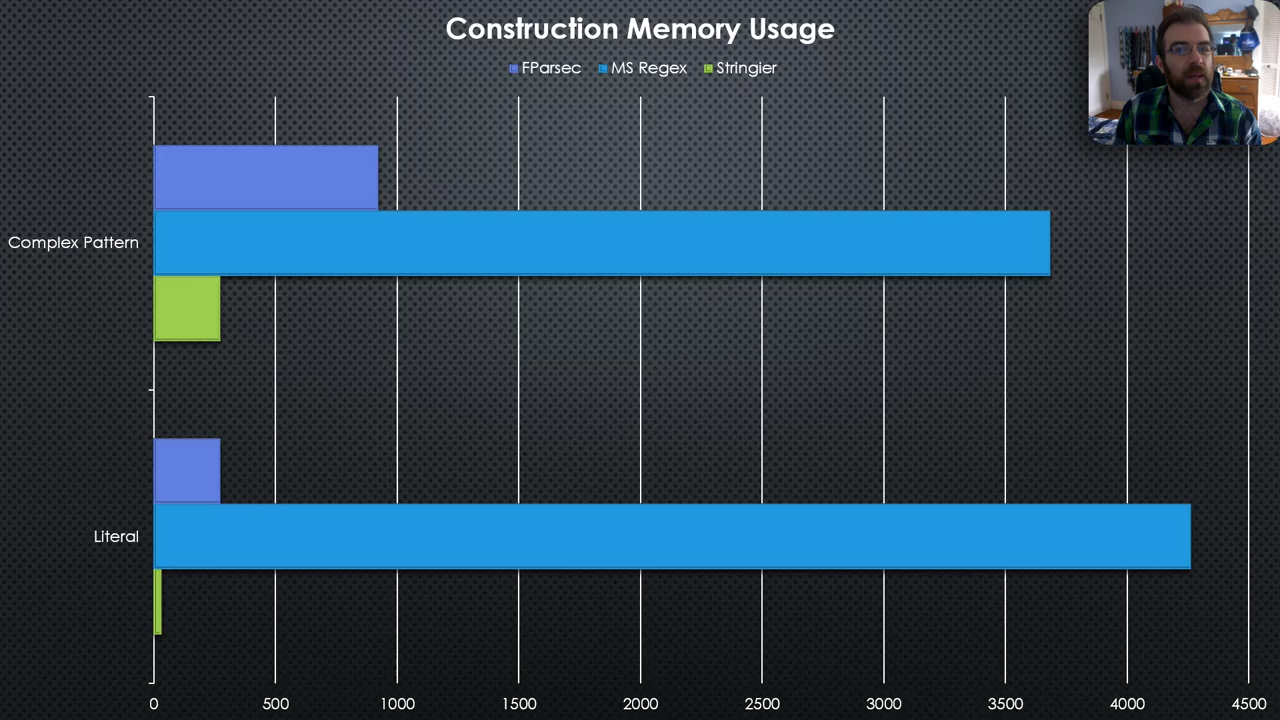 Construction Memory Usage
FParsec MS Regex Stringier
Complex Pattern
Literal
0 500 1000 1500 2000 2500 3000 3500 4000 4500